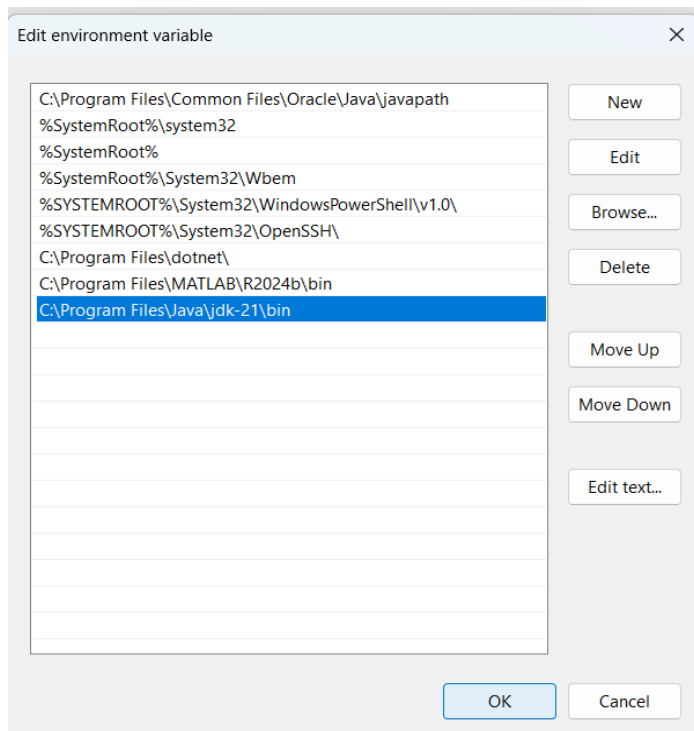 Edit environment variable
C:\Program Files\Common Files\Oracle\Java\javapath
%SystemRoot%\system32
%SystemRoot%
%SystemRoot%\System32\Wbem
%SYSTEMROOT%\System32\WindowsPowerShell\v1.0\
%SYSTEMROOT%\System32\OpenSSH\
C:\Program Files\dotnet\
C:\Program Files\MATLAB\R2024b\bin
C:\Program Files\Java\jdk-21\bin
New
Edit
Browse...
Delete
Move Up
Move Down
Edit text...
OK
Cancel